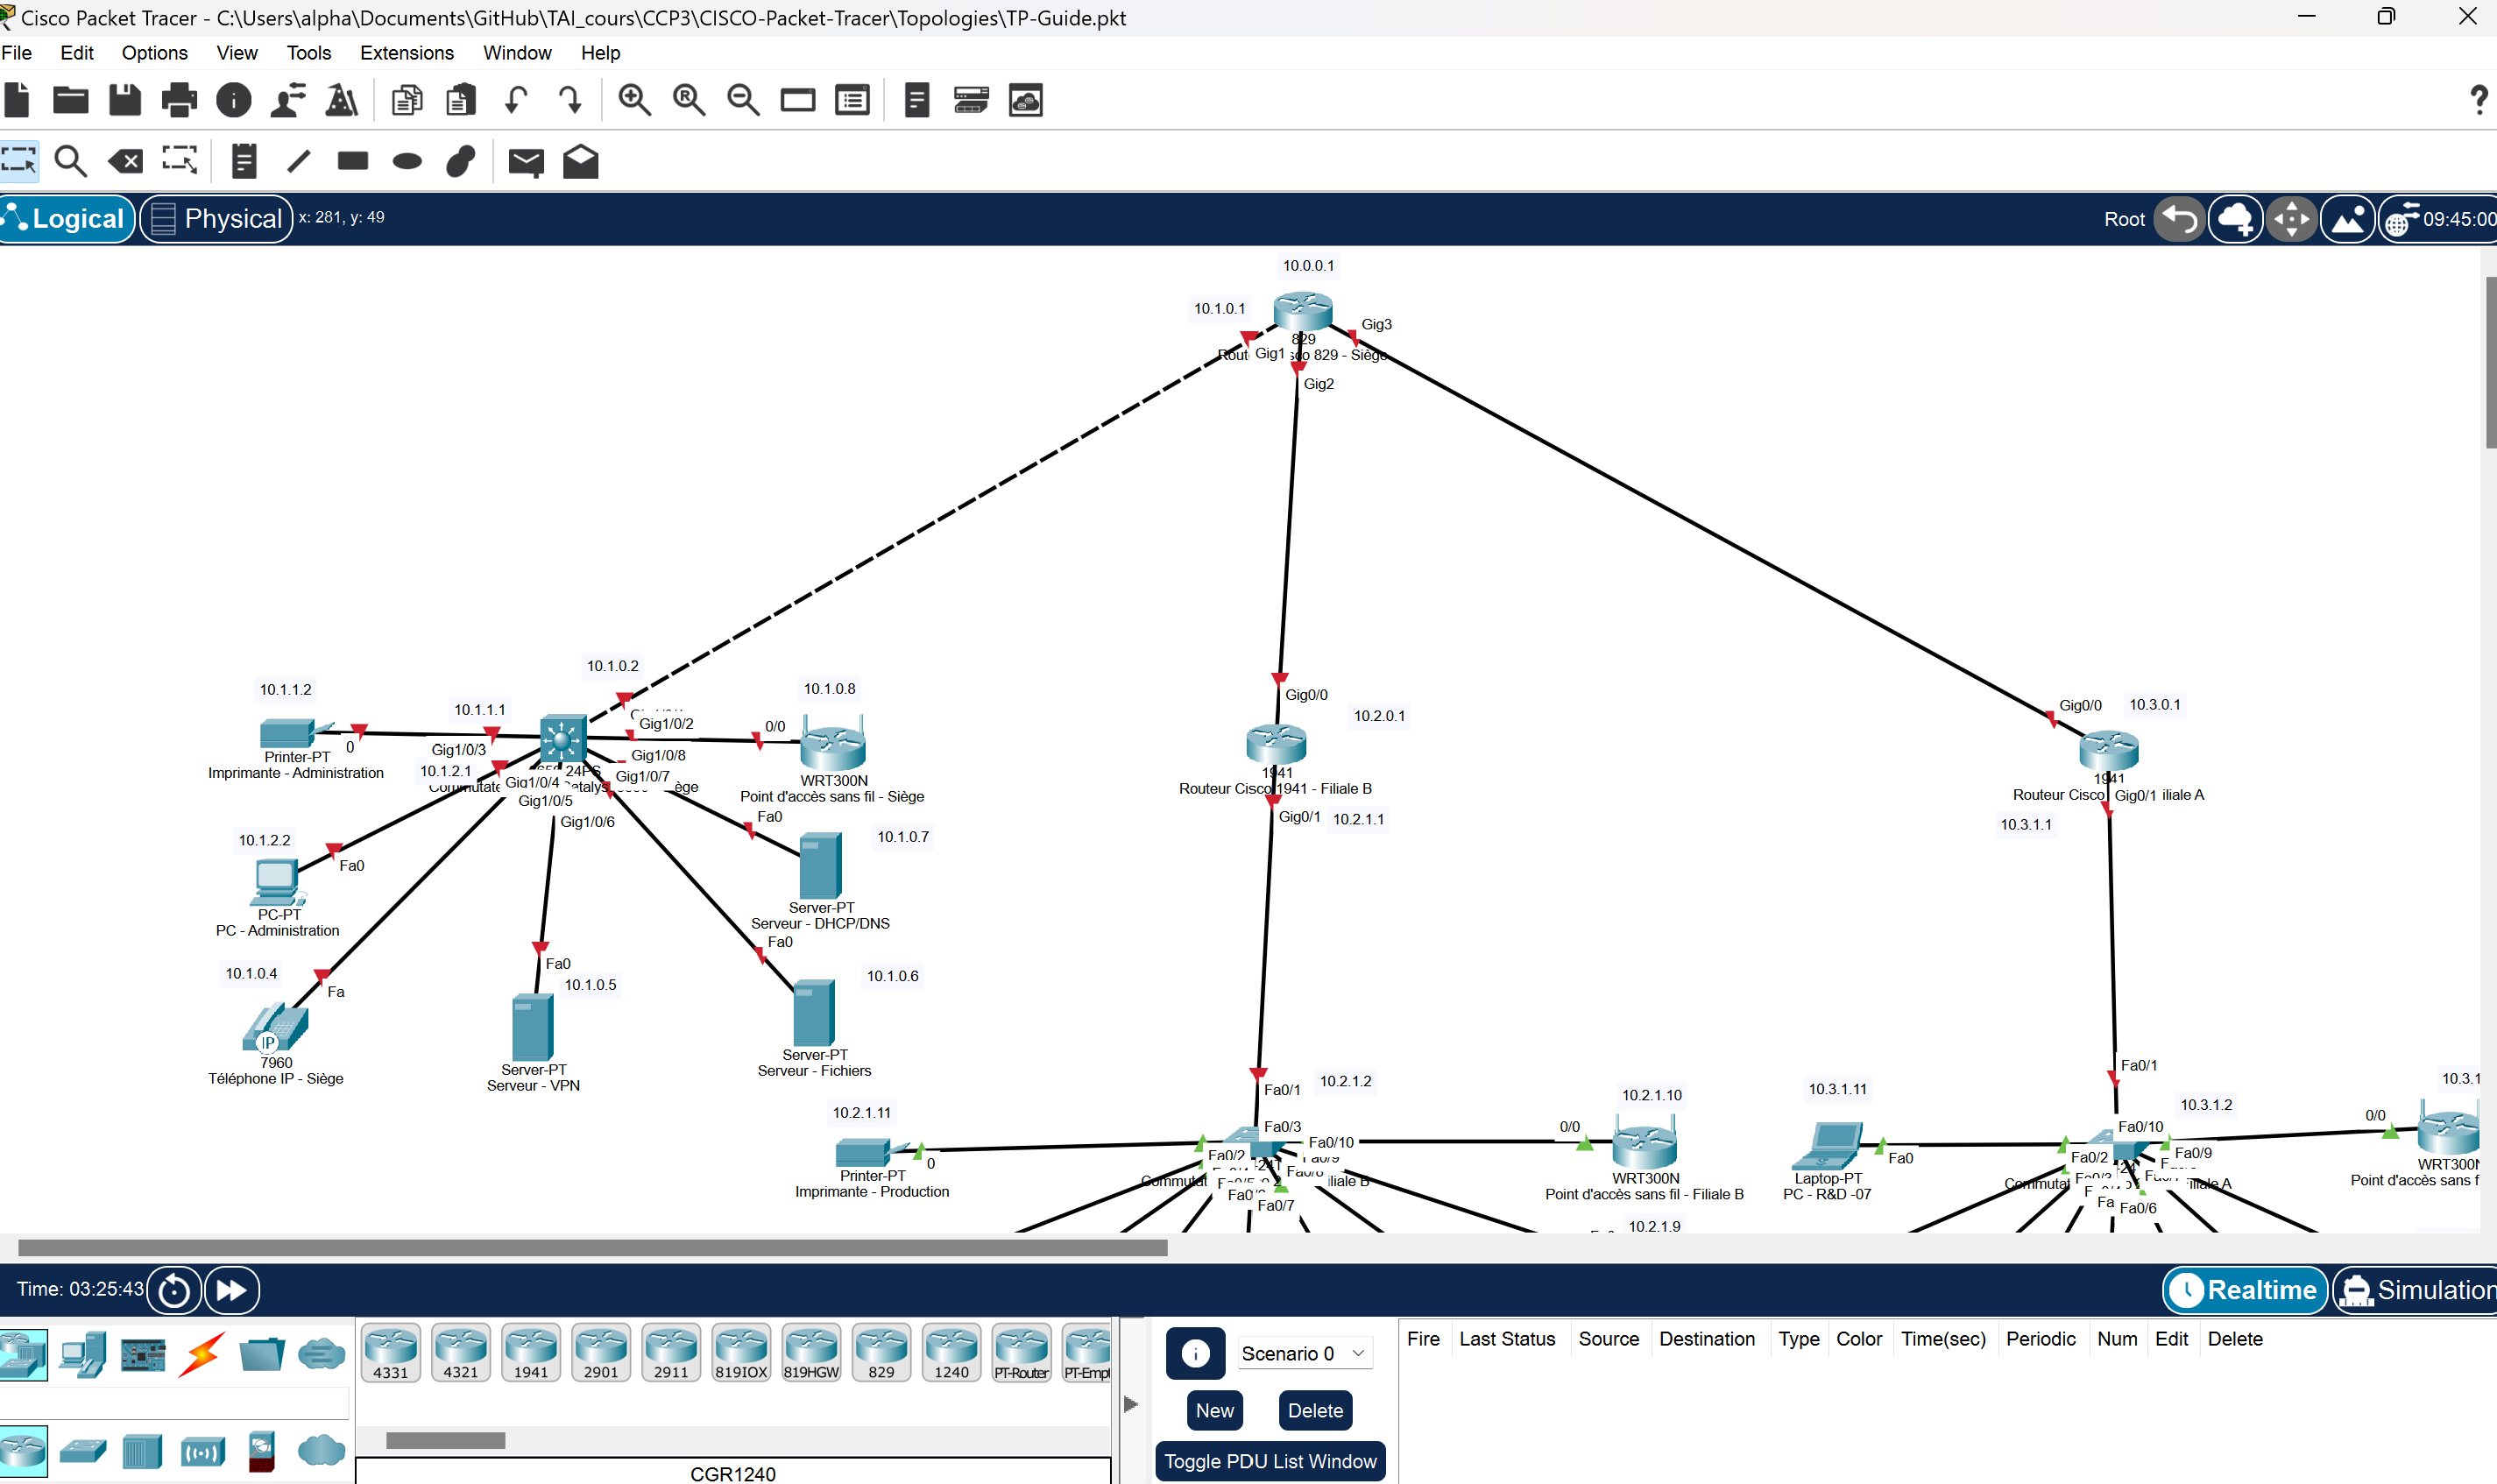 Cisco Packet Tracer - C:\Users\alpha\Documents\GitHub\TAI_cours\CCP3\CISCO-Packet-Tracer\Topologies\TP-Guide.pkt
File Edit Options View Tools Extensions Window Help
Logical Physical x: 281, y: 49 Root 09:45:00
10.0.0.1
10.1.0.1
Gig3
829
Gig1 co 829 - Siège
Gig2
10.1.0.2
10.1.1.2
10.1.0.8
10.1.1.1
Gig1/0/2
0/0
Gig0/0
10.2.0.1
Gig0/0
10.3.0.1
Gig1/0/3
0
Gig1/0/8
Printer-PT
Imprimante - Administration
10.1.2.1
Gig1/0/4
Gig1/0/7
Gig1/0/5
WRT300N
Point d'accès sans fil - Siège
1941
Routeur Cisco 1941 - Filiale B
1941
Routeur Cisco Gig0/1 iliale A
Gig1/0/6
Fa0
Gig0/1
10.2.1.1
10.3.1.1
10.1.2.2
10.1.0.7
Fa0
PC-PT
PC - Administration
Server-PT
Serveur - DHCP/DNS
Fa0
10.1.0.4
Fa0
10.1.0.6
10.1.0.5
Fa
IP
7960
Téléphone IP - Siège
Server-PT
Serveur - VPN
Server-PT
Serveur - Fichiers
Fa0/1
10.2.1.2
Fa0/1
10.3.1
10.2.1.11
10.2.1.10
10.3.1.11
10.3.1.2
0/0
Fa0/3
0/0
Fa0/10
Fa0/10
Fa0/2
0
Fa0
Fa0/2
Fa0/9
Printer-PT
Imprimante - Production
Commutat
iliale B
WRT300N
Point d'accès sans fil - Filiale B
Laptop-PT
PC - R&D -07
Commutat
iliale A
WRT300N
Point d'accès sans f
Fa0/7
Fa
Fa0/6
10.2.1.9
Time: 03:25:43 Realtime Simulation
4331 4321 1941 2901 2911 819IOX 819HGW 829 1240 PT-Router PT-Empt
Scenario 0
New Delete
Toggle PDU List Window
Fire Last Status Source Destination Type Color Time(sec) Periodic Num Edit Delete
CGR1240